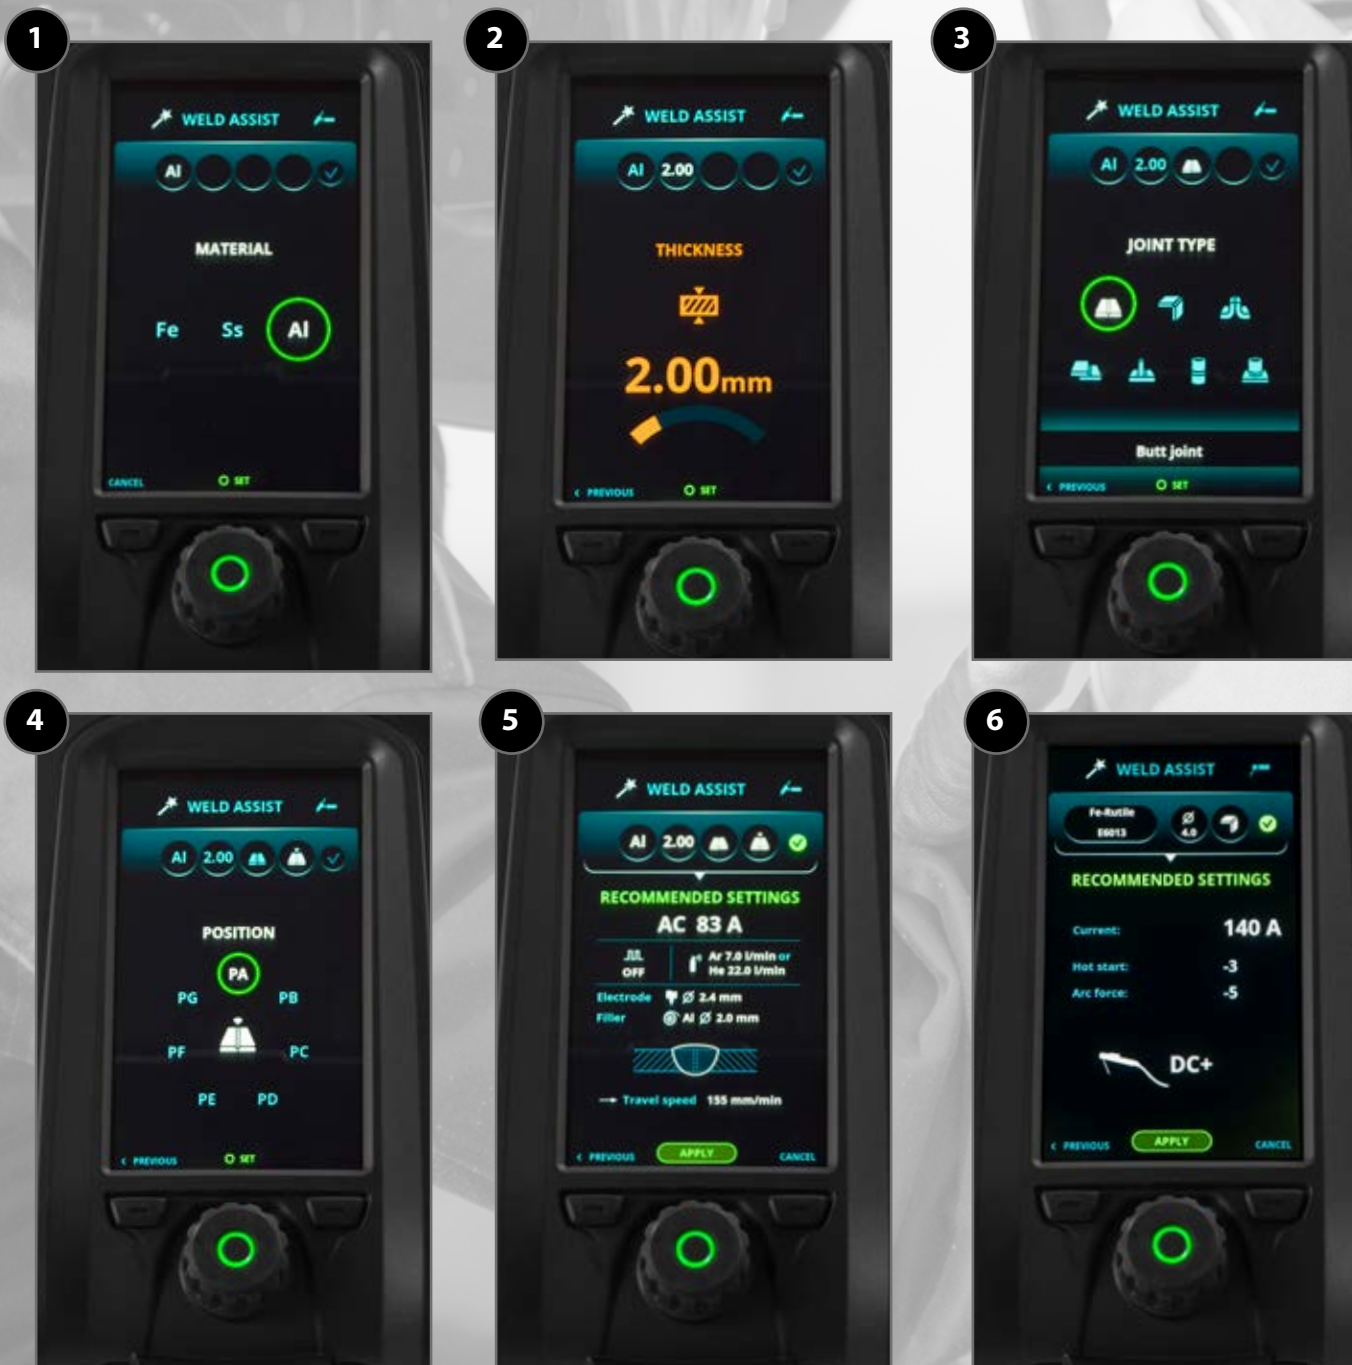 1
WELD ASSIST
Al
MATERIAL
Fe Ss Al
CANCEL SET
2
WELD ASSIST
Al 2.00
THICKNESS
2.00mm
< PREVIOUS SET
3
WELD ASSIST
Al 2.00
JOINT TYPE
Butt joint
< PREVIOUS SET
4
WELD ASSIST
Al 2.00
POSITION
PA
PG PB
PF PC
PE PD
< PREVIOUS SET
5
WELD ASSIST
Al 2.00
RECOMMENDED SETTINGS
AC 83 A
OFF Ar 7.0 l/min or
He 22.0 l/min
Electrode Ø 2.4 mm
Filler Al Ø 2.0 mm
Travel speed 155 mm/min
< PREVIOUS APPLY CANCEL
6
WELD ASSIST
Fe-Rutile Ø
E6013 4.0
RECOMMENDED SETTINGS
Current: 140 A
Hot start: -3
Arc force: -5
DC+
< PREVIOUS APPLY CANCEL